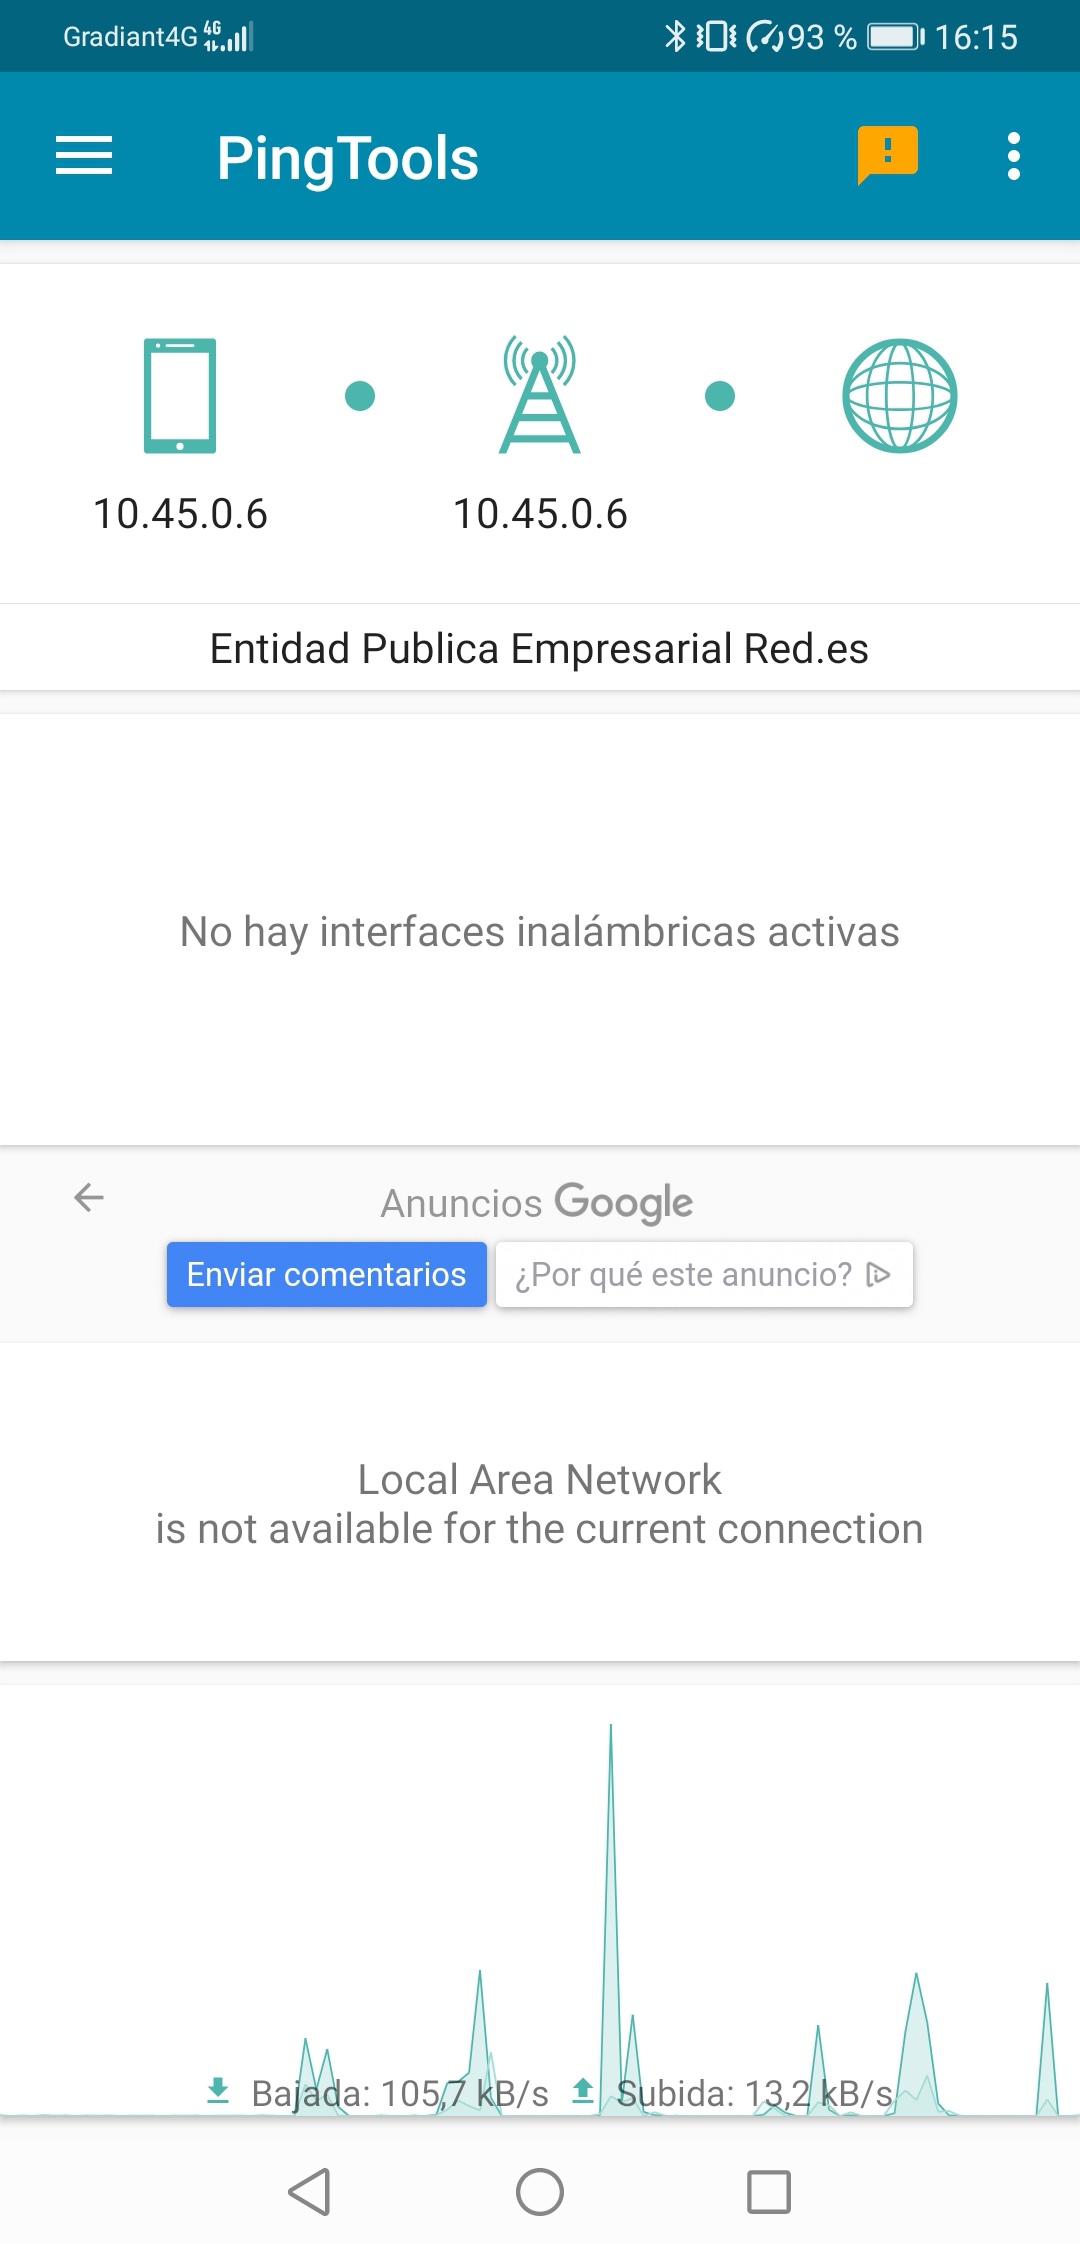 Gradiant4G 4G 93 % 16:15
PingTools
10.45.0.6 10.45.0.6
Entidad Publica Empresarial Red.es
No hay interfaces inalámbricas activas
Anuncios Google
Enviar comentarios ¿Por qué este anuncio?
Local Area Network
is not available for the current connection
Bajada: 105,7 kB/s Subida: 13,2 kB/s